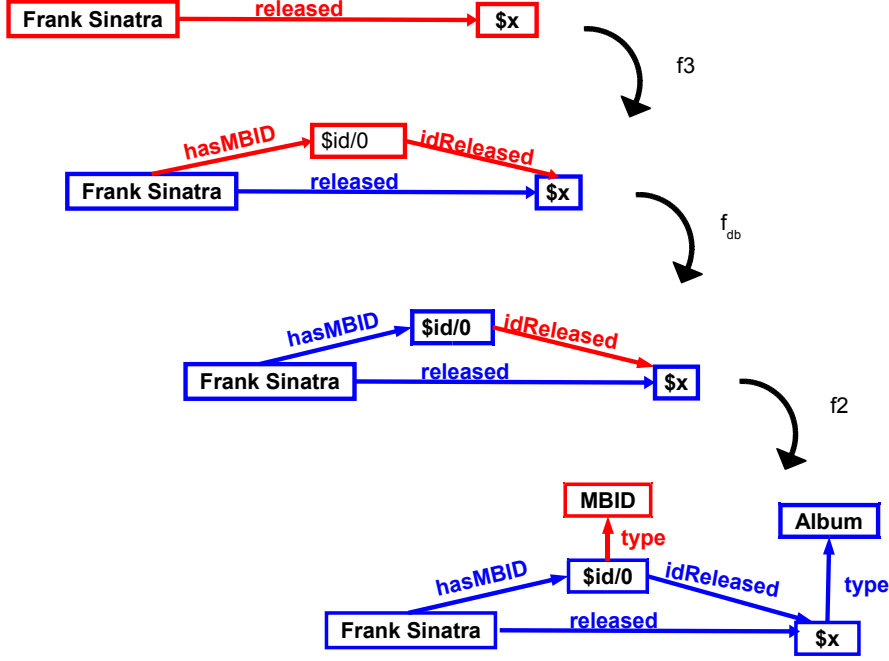 released
Frank Sinatra
$x
f3
hasMBID
$id/0
idReleased
Frank Sinatra
released
$x
f_db
hasMBID
$id/0
idReleased
Frank Sinatra
released
$x
f2
MBID
Album
type
hasMBID
$id/0
idReleased
type
Frank Sinatra
released
$x